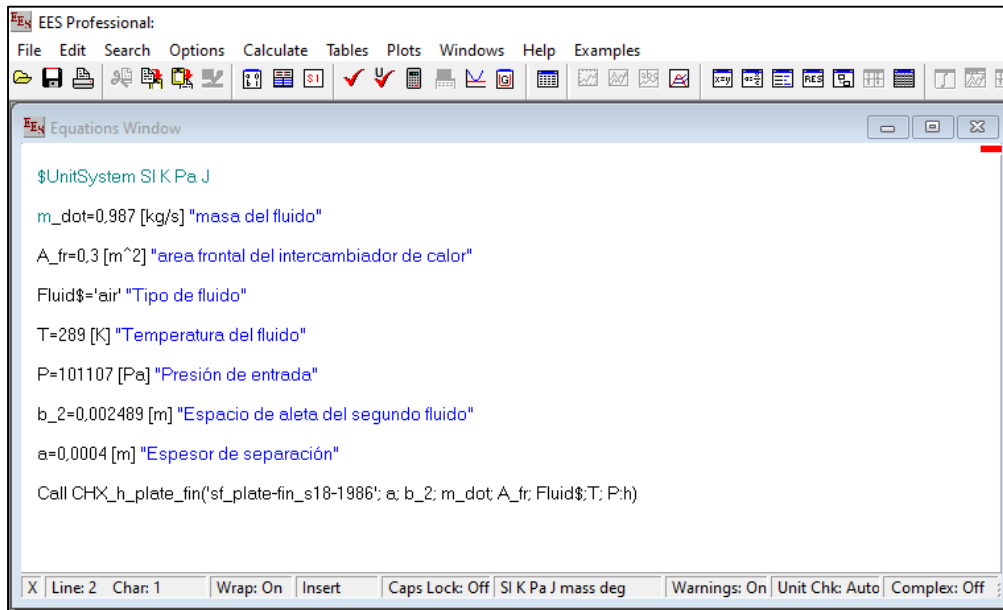 EES Professional:
File Edit Search Options Calculate Tables Plots Windows Help Examples
EES Equations Window
$UnitSystem SI K Pa J
m_dot=0,987 [kg/s] "masa del fluido"
A_fr=0,3 [m^2] "area frontal del intercambiador de calor"
Fluid$='air' "Tipo de fluido"
T=289 [K] "Temperatura del fluido"
P=101107 [Pa] "Presión de entrada"
b_2=0,002489 [m] "Espacio de aleta del segundo fluido"
a=0,0004 [m] "Espesor de separación"
Call CHX_h_plate_fin('sf_plate-fin_s18-1986'; a; b_2; m_dot; A_fr; Fluid$;T; P:h)
X Line: 2 Char: 1 Wrap: On Insert Caps Lock: Off SI K Pa J mass deg Warnings: On Unit Chk: Auto Complex: Off